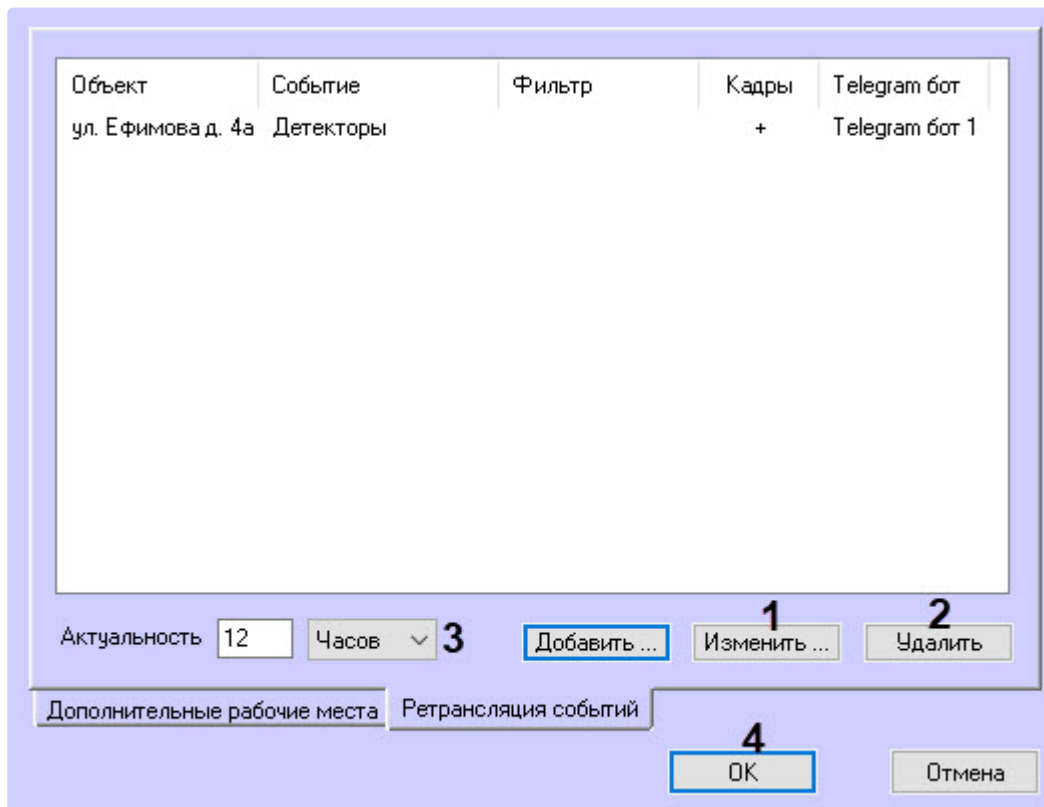 Объект Событие Фильтр Кадры Telegram бот
ул. Ефимова д. 4а Детекторы + Telegram бот 1
1 2
Актуальность 12 Часов 3 Добавить ... Изменить ... Удалить
Дополнительные рабочие места Ретрансляция событий
4
OK Отмена